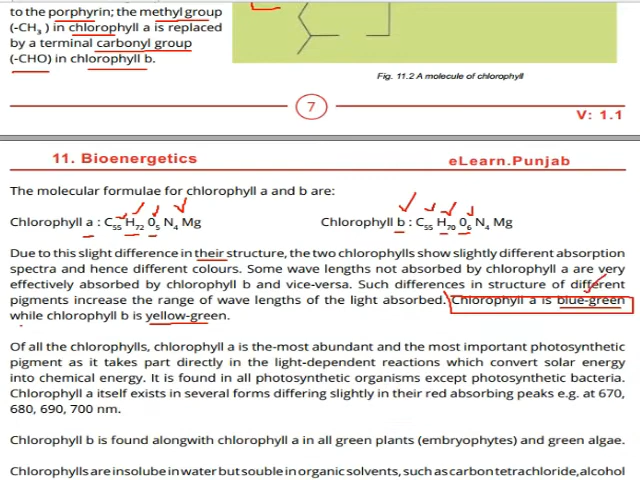 to the porphyrin; the methyl group
(-CH3 ) in chlorophyll a is replaced
by a terminal carbonyl group
(-CHO) in chlorophyll b.
Fig. 11.2 A molecule of chlorophyll
7
V: 1.1
11. Bioenergetics
eLearn.Punjab
The molecular formulae for chlorophyll a and b are:
Chlorophyll a : C55 H72 O5 N4 Mg
Chlorophyll b : C55 H70 O6 N4 Mg
Due to this slight difference in their structure, the two chlorophylls show slightly different absorption
spectra and hence different colours. Some wave lengths not absorbed by chlorophyll a are very
effectively absorbed by chlorophyll b and vice-versa. Such differences in structure of different
pigments increase the range of wave lengths of the light absorbed. Chlorophyll a is blue-green
while chlorophyll b is yellow-green.
Of all the chlorophylls, chlorophyll a is the-most abundant and the most important photosynthetic
pigment as it takes part directly in the light-dependent reactions which convert solar energy
into chemical energy. It is found in all photosynthetic organisms except photosynthetic bacteria.
Chlorophyll a itself exists in several forms differing slightly in their red absorbing peaks e.g. at 670,
680, 690, 700 nm.
Chlorophyll b is found alongwith chlorophyll a in all green plants (embryophytes) and green algae.
Chlorophylls are insolube in water but souble in organic solvents, such as carbon tetrachloride, alcohol